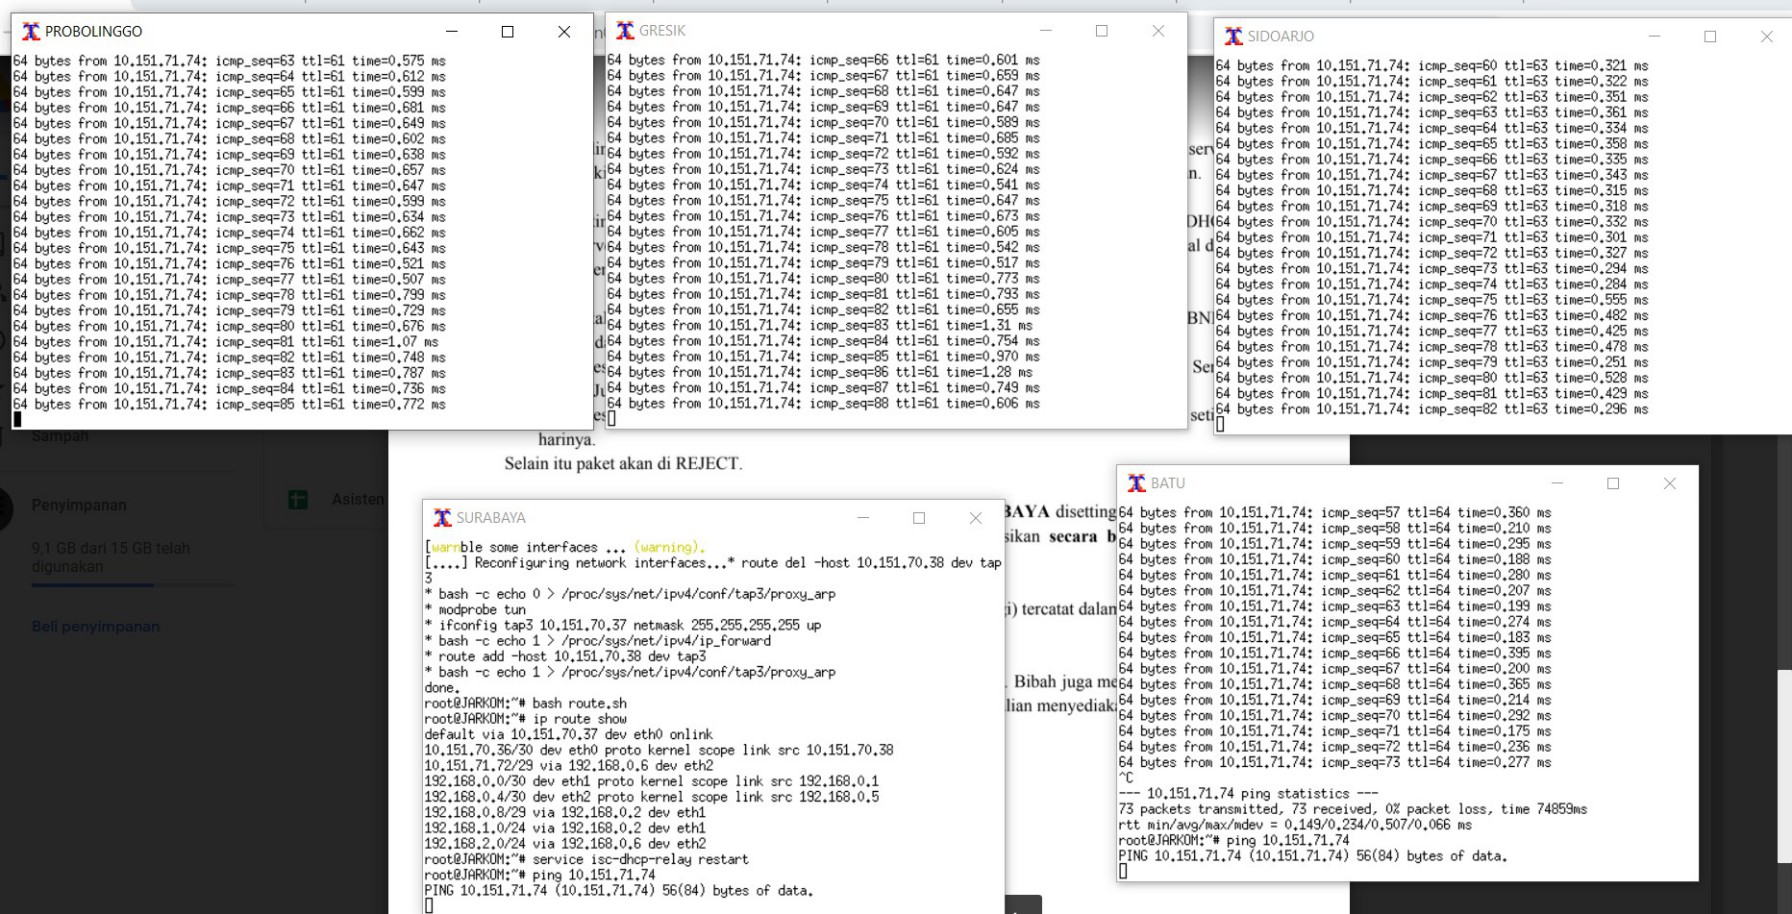 PROBOLINGGO
64 bytes from 10.151.71.74: icmp_seq=63 ttl=61 time=0.575 ms
64 bytes from 10.151.71.74: icmp_seq=64 ttl=61 time=0.612 ms
64 bytes from 10.151.71.74: icmp_seq=65 ttl=61 time=0.599 ms
64 bytes from 10.151.71.74: icmp_seq=66 ttl=61 time=0.681 ms
64 bytes from 10.151.71.74: icmp_seq=67 ttl=61 time=0.649 ms
64 bytes from 10.151.71.74: icmp_seq=68 ttl=61 time=0.602 ms
64 bytes from 10.151.71.74: icmp_seq=69 ttl=61 time=0.638 ms
64 bytes from 10.151.71.74: icmp_seq=70 ttl=61 time=0.657 ms
64 bytes from 10.151.71.74: icmp_seq=71 ttl=61 time=0.647 ms
64 bytes from 10.151.71.74: icmp_seq=72 ttl=61 time=0.599 ms
64 bytes from 10.151.71.74: icmp_seq=73 ttl=61 time=0.634 ms
64 bytes from 10.151.71.74: icmp_seq=74 ttl=61 time=0.662 ms
64 bytes from 10.151.71.74: icmp_seq=75 ttl=61 time=0.643 ms
64 bytes from 10.151.71.74: icmp_seq=76 ttl=61 time=0.521 ms
64 bytes from 10.151.71.74: icmp_seq=77 ttl=61 time=0.507 ms
64 bytes from 10.151.71.74: icmp_seq=78 ttl=61 time=0.799 ms
64 bytes from 10.151.71.74: icmp_seq=79 ttl=61 time=0.729 ms
64 bytes from 10.151.71.74: icmp_seq=80 ttl=61 time=0.676 ms
64 bytes from 10.151.71.74: icmp_seq=81 ttl=61 time=1.07 ms
64 bytes from 10.151.71.74: icmp_seq=82 ttl=61 time=0.748 ms
64 bytes from 10.151.71.74: icmp_seq=83 ttl=61 time=0.787 ms
64 bytes from 10.151.71.74: icmp_seq=84 ttl=61 time=0.736 ms
64 bytes from 10.151.71.74: icmp_seq=85 ttl=61 time=0.772 ms
GRESIK
64 bytes from 10.151.71.74: icmp_seq=66 ttl=61 time=0.601 ms
64 bytes from 10.151.71.74: icmp_seq=67 ttl=61 time=0.659 ms
64 bytes from 10.151.71.74: icmp_seq=68 ttl=61 time=0.647 ms
64 bytes from 10.151.71.74: icmp_seq=69 ttl=61 time=0.647 ms
64 bytes from 10.151.71.74: icmp_seq=70 ttl=61 time=0.589 ms
64 bytes from 10.151.71.74: icmp_seq=71 ttl=61 time=0.685 ms
64 bytes from 10.151.71.74: icmp_seq=72 ttl=61 time=0.592 ms
64 bytes from 10.151.71.74: icmp_seq=73 ttl=61 time=0.624 ms
64 bytes from 10.151.71.74: icmp_seq=74 ttl=61 time=0.541 ms
64 bytes from 10.151.71.74: icmp_seq=75 ttl=61 time=0.647 ms
64 bytes from 10.151.71.74: icmp_seq=76 ttl=61 time=0.673 ms
64 bytes from 10.151.71.74: icmp_seq=77 ttl=61 time=0.605 ms
64 bytes from 10.151.71.74: icmp_seq=78 ttl=61 time=0.542 ms
64 bytes from 10.151.71.74: icmp_seq=79 ttl=61 time=0.517 ms
64 bytes from 10.151.71.74: icmp_seq=80 ttl=61 time=0.773 ms
64 bytes from 10.151.71.74: icmp_seq=81 ttl=61 time=0.793 ms
64 bytes from 10.151.71.74: icmp_seq=82 ttl=61 time=0.655 ms
64 bytes from 10.151.71.74: icmp_seq=83 ttl=61 time=1.31 ms
64 bytes from 10.151.71.74: icmp_seq=84 ttl=61 time=0.754 ms
64 bytes from 10.151.71.74: icmp_seq=85 ttl=61 time=0.970 ms
64 bytes from 10.151.71.74: icmp_seq=86 ttl=61 time=1.28 ms
64 bytes from 10.151.71.74: icmp_seq=87 ttl=61 time=0.749 ms
64 bytes from 10.151.71.74: icmp_seq=88 ttl=61 time=0.606 ms
SIDOARJO
64 bytes from 10.151.71.74: icmp_seq=60 ttl=63 time=0.321 ms
64 bytes from 10.151.71.74: icmp_seq=61 ttl=63 time=0.322 ms
64 bytes from 10.151.71.74: icmp_seq=62 ttl=63 time=0.351 ms
64 bytes from 10.151.71.74: icmp_seq=63 ttl=63 time=0.361 ms
64 bytes from 10.151.71.74: icmp_seq=64 ttl=63 time=0.334 ms
64 bytes from 10.151.71.74: icmp_seq=65 ttl=63 time=0.358 ms
64 bytes from 10.151.71.74: icmp_seq=66 ttl=63 time=0.335 ms
64 bytes from 10.151.71.74: icmp_seq=67 ttl=63 time=0.343 ms
64 bytes from 10.151.71.74: icmp_seq=68 ttl=63 time=0.315 ms
64 bytes from 10.151.71.74: icmp_seq=69 ttl=63 time=0.318 ms
64 bytes from 10.151.71.74: icmp_seq=70 ttl=63 time=0.332 ms
64 bytes from 10.151.71.74: icmp_seq=71 ttl=63 time=0.301 ms
64 bytes from 10.151.71.74: icmp_seq=72 ttl=63 time=0.327 ms
64 bytes from 10.151.71.74: icmp_seq=73 ttl=63 time=0.294 ms
64 bytes from 10.151.71.74: icmp_seq=74 ttl=63 time=0.284 ms
64 bytes from 10.151.71.74: icmp_seq=75 ttl=63 time=0.555 ms
64 bytes from 10.151.71.74: icmp_seq=76 ttl=63 time=0.482 ms
64 bytes from 10.151.71.74: icmp_seq=77 ttl=63 time=0.425 ms
64 bytes from 10.151.71.74: icmp_seq=78 ttl=63 time=0.478 ms
64 bytes from 10.151.71.74: icmp_seq=79 ttl=63 time=0.251 ms
64 bytes from 10.151.71.74: icmp_seq=80 ttl=63 time=0.528 ms
64 bytes from 10.151.71.74: icmp_seq=81 ttl=63 time=0.429 ms
64 bytes from 10.151.71.74: icmp_seq=82 ttl=63 time=0.296 ms
Sampah
Penyimpanan
9,1 GB dari 15 GB telah
digunakan
Beli penyimpanan
Asisten
harinya.
Selain itu paket akan di REJECT.
BAYA disetting
sikan secara b
gi) tercatat dalam
. Bibah juga me
lian menyediaka
SURABAYA
[warnble some interfaces ... (warning).
[....] Reconfiguring network interfaces...* route del -host 10.151.70.38 dev tap
3
* bash -c echo 0 > /proc/sys/net/ipv4/conf/tap3/proxy_arp
* modprobe tun
* ifconfig tap3 10.151.70.37 netmask 255.255.255.255 up
* bash -c echo 1 > /proc/sys/net/ipv4/ip_forward
* route add -host 10.151.70.38 dev tap3
* bash -c echo 1 > /proc/sys/net/ipv4/conf/tap3/proxy_arp
done.
root@JARKOM:~# bash route.sh
root@JARKOM:~# ip route show
default via 10.151.70.37 dev eth0 onlink
10.151.70.36/30 dev eth0 proto kernel scope link src 10.151.70.38
10.151.71.72/29 via 192.168.0.6 dev eth2
192.168.0.0/30 dev eth1 proto kernel scope link src 192.168.0.1
192.168.0.4/30 dev eth2 proto kernel scope link src 192.168.0.5
192.168.0.8/29 via 192.168.0.2 dev eth1
192.168.1.0/24 via 192.168.0.2 dev eth1
192.168.2.0/24 via 192.168.0.6 dev eth2
root@JARKOM:~# service isc-dhcp-relay restart
root@JARKOM:~# ping 10.151.71.74
PING 10.151.71.74 (10.151.71.74) 56(84) bytes of data.
BATU
64 bytes from 10.151.71.74: icmp_seq=57 ttl=64 time=0.360 ms
64 bytes from 10.151.71.74: icmp_seq=58 ttl=64 time=0.210 ms
64 bytes from 10.151.71.74: icmp_seq=59 ttl=64 time=0.295 ms
64 bytes from 10.151.71.74: icmp_seq=60 ttl=64 time=0.188 ms
64 bytes from 10.151.71.74: icmp_seq=61 ttl=64 time=0.280 ms
64 bytes from 10.151.71.74: icmp_seq=62 ttl=64 time=0.207 ms
64 bytes from 10.151.71.74: icmp_seq=63 ttl=64 time=0.199 ms
64 bytes from 10.151.71.74: icmp_seq=64 ttl=64 time=0.274 ms
64 bytes from 10.151.71.74: icmp_seq=65 ttl=64 time=0.183 ms
64 bytes from 10.151.71.74: icmp_seq=66 ttl=64 time=0.395 ms
64 bytes from 10.151.71.74: icmp_seq=67 ttl=64 time=0.200 ms
64 bytes from 10.151.71.74: icmp_seq=68 ttl=64 time=0.365 ms
64 bytes from 10.151.71.74: icmp_seq=69 ttl=64 time=0.214 ms
64 bytes from 10.151.71.74: icmp_seq=70 ttl=64 time=0.292 ms
64 bytes from 10.151.71.74: icmp_seq=71 ttl=64 time=0.175 ms
64 bytes from 10.151.71.74: icmp_seq=72 ttl=64 time=0.236 ms
64 bytes from 10.151.71.74: icmp_seq=73 ttl=64 time=0.277 ms
^C
--- 10.151.71.74 ping statistics ---
73 packets transmitted, 73 received, 0% packet loss, time 74859ms
rtt min/avg/max/mdev = 0.149/0.234/0.507/0.066 ms
root@JARKOM:~# ping 10.151.71.74
PING 10.151.71.74 (10.151.71.74) 56(84) bytes of data.